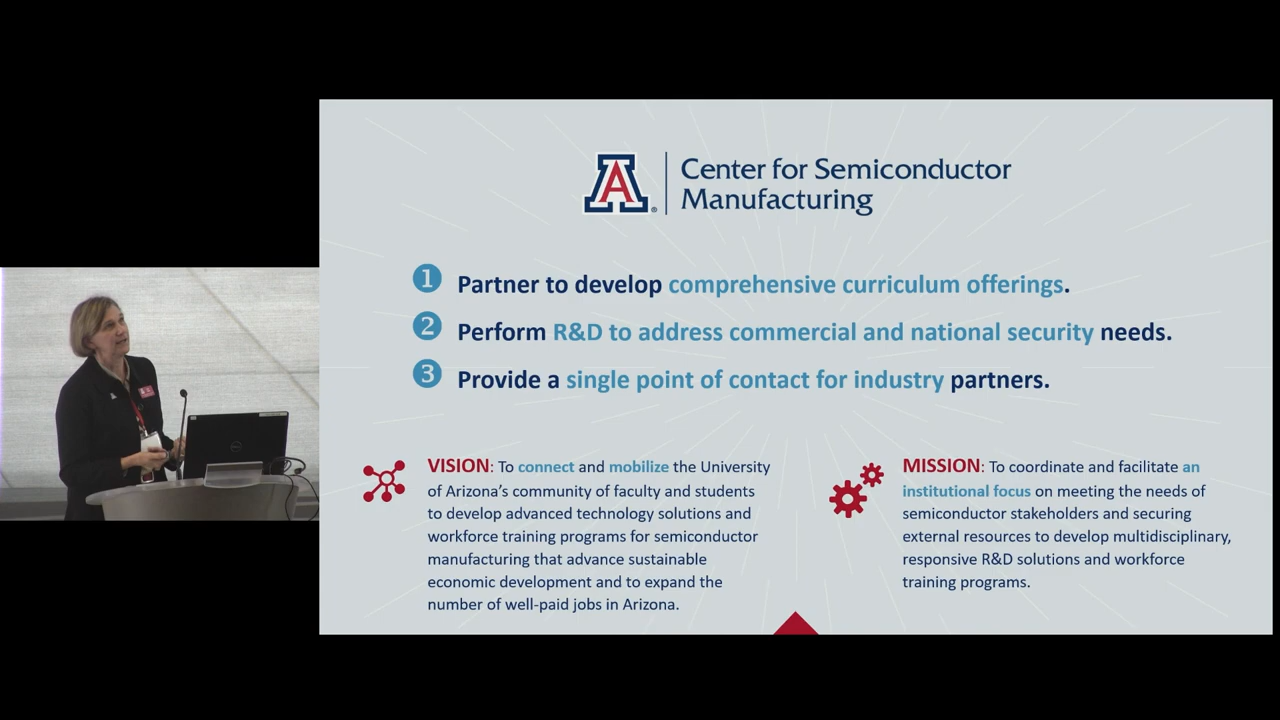 A
Center for Semiconductor
Manufacturing
1 Partner to develop comprehensive curriculum offerings.
2 Perform R&D to address commercial and national security needs.
3 Provide a single point of contact for industry partners.
VISION: To connect and mobilize the University
of Arizona's community of faculty and students
to develop advanced technology solutions and
workforce training programs for semiconductor
manufacturing that advance sustainable
economic development and to expand the
number of well-paid jobs in Arizona.
MISSION: To coordinate and facilitate an
institutional focus on meeting the needs of
semiconductor stakeholders and securing
external resources to develop multidisciplinary,
responsive R&D solutions and workforce
training programs.